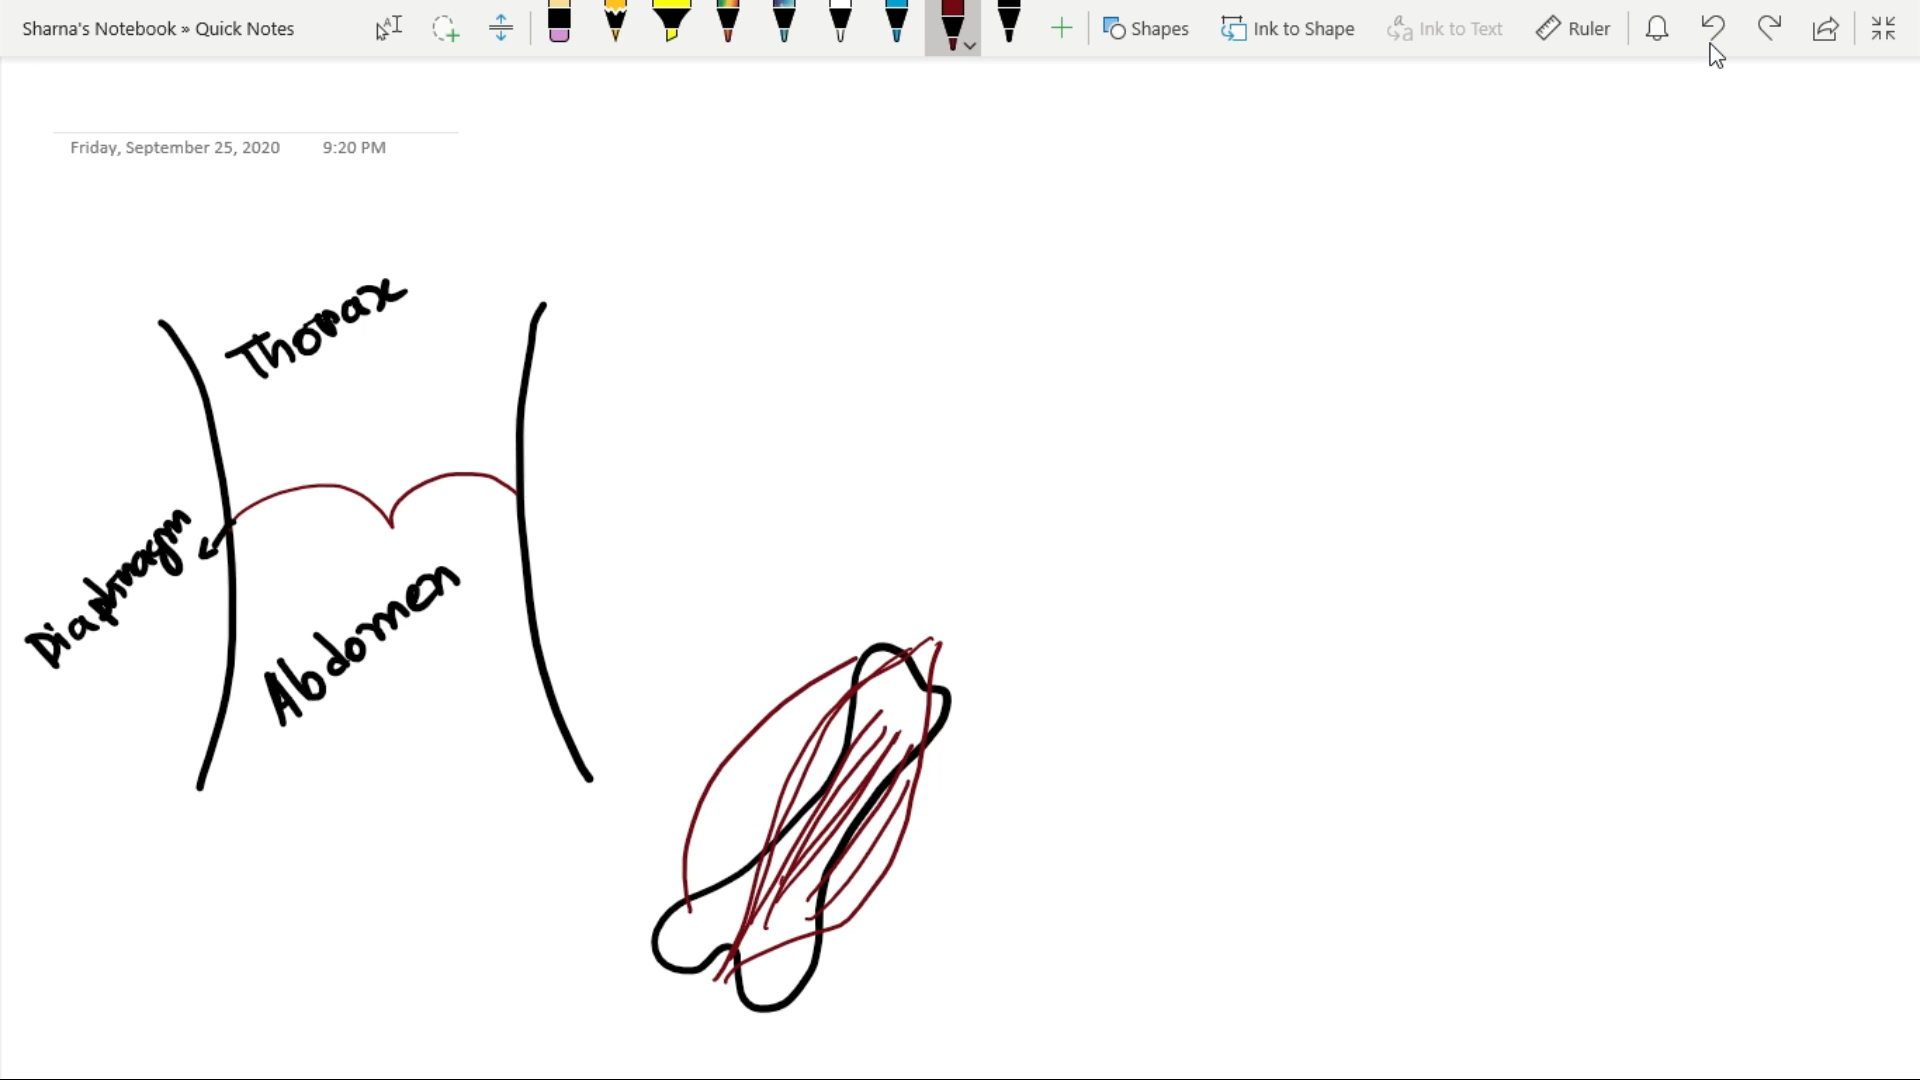 Sharna's Notebook » Quick Notes
Shapes
Ink to Shape
Ink to Text
Ruler
Friday, September 25, 2020 9:20 PM
Thorax
Diaphragm
Abdomen